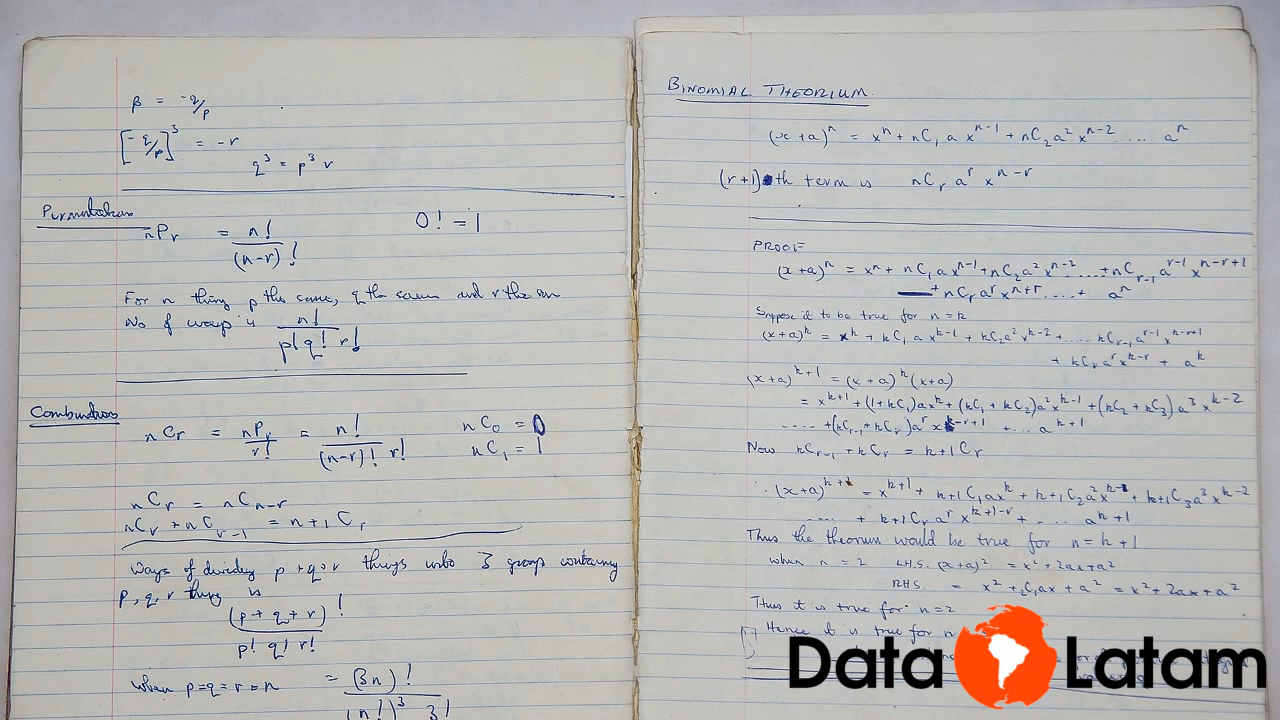 β = -q/p
[-q/p]³ = -r
q³ = p³ r
Permutations
nPr = n! / (n-r)!
0! = 1
For n things p the same, q the same and r the same
No of ways is n! / p! q! r!
Combinations
nCr = nPr / r! = n! / (n-r)! r!
nC0 = 0
nC1 = 1
nCr = nCn-r
nCr + nC r-1 = n+1 Cr
Ways of dividing p+q+r things into 3 group containing
p, q, r things is
(p+q+r)! / p! q! r!
when p=q=r=n = (3n)! / (n!)³ 3!
BINOMIAL THEORIUM
(x+a)ⁿ = xⁿ + nC₁ a xⁿ⁻¹ + nC₂ a² xⁿ⁻² .... aⁿ
(r+1)th term is nCr aʳ xⁿ⁻ʳ
PROOF
(x+a)ⁿ = xⁿ + nC₁ a xⁿ⁻¹ + nC₂ a² xⁿ⁻² ..... + nCr-1 aʳ⁻¹ xⁿ⁻ʳ⁺¹
+ nCr aʳ xⁿ⁺ʳ .... + aⁿ
Suppose it to be true for n=k
(x+a)ᵏ = xᵏ + kC₁ a xᵏ⁻¹ + kC₂ a² xᵏ⁻² + ..... kCr-1 aʳ⁻¹ xᵏ⁻ʳ⁺¹
+ kCr aʳ xᵏ⁻ʳ + aᵏ
(x+a)ᵏ⁺¹ = (x+a)ᵏ (x+a)
= xᵏ⁺¹ + (1+kC₁) a xᵏ + (kC₁ + kC₂) a² xᵏ⁻¹ + (kC₂ + kC₃) a³ xᵏ⁻²
..... + (kCr-1 + kCr) aʳ xᵏ⁻ʳ⁺¹ + ... aᵏ⁺¹
Now kCr-1 + kCr = k+1 Cr
∴ (x+a)ᵏ⁺¹ = xᵏ⁺¹ + k+1C₁ a xᵏ + k+1C₂ a² xᵏ⁻¹ + k+1C₃ a³ xᵏ⁻²
..... + k+1Cr aʳ xᵏ⁺¹⁻ʳ + .... aᵏ⁺¹
Thus the theorum would be true for n=k+1
when n = 2 L.H.S. (x+a)² = x² + 2ax + a²
R.H.S. = x² + 2C₁ax + a² = x² + 2ax + a²
Thus it is true for n=2
Hence it is true for n
Data Latam